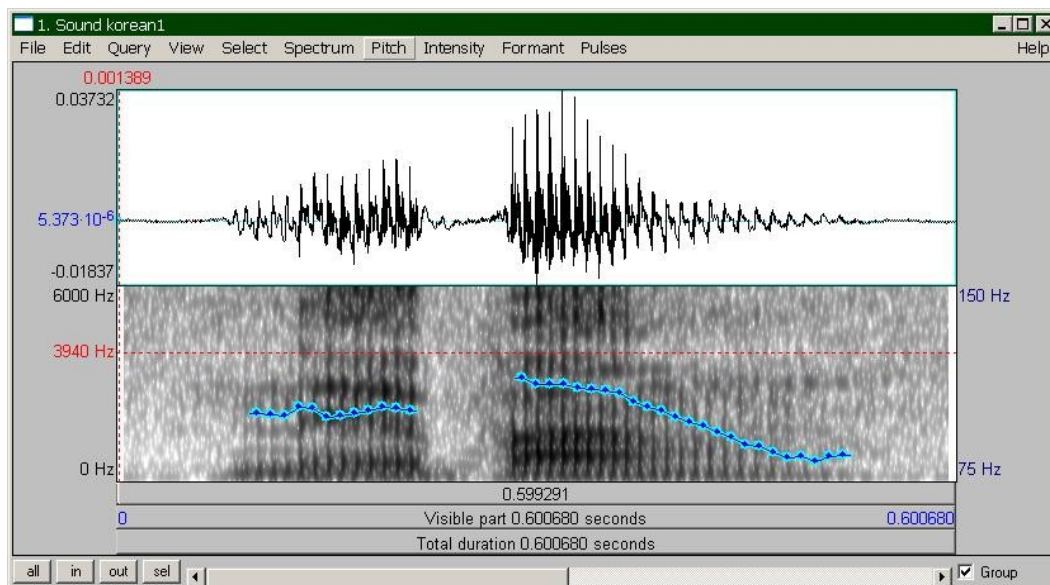 1. Sound korean1
File Edit Query View Select Spectrum Pitch Intensity Formant Pulses Help
0.001389
0.03732
5.373·10-6
-0.01837
6000 Hz 150 Hz
3940 Hz
0 Hz 75 Hz
0.599291
0 Visible part 0.600680 seconds 0.600680
Total duration 0.600680 seconds
all in out sel Group